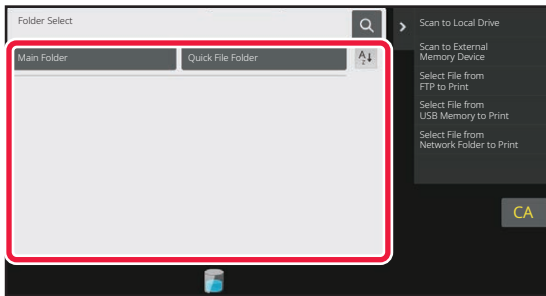 Folder Select
Main Folder
Quick File Folder
A
Z
Scan to Local Drive
Scan to External
Memory Device
Select File from
FTP to Print
Select File from
USB Memory to Print
Select File from
Network Folder to Print
CA